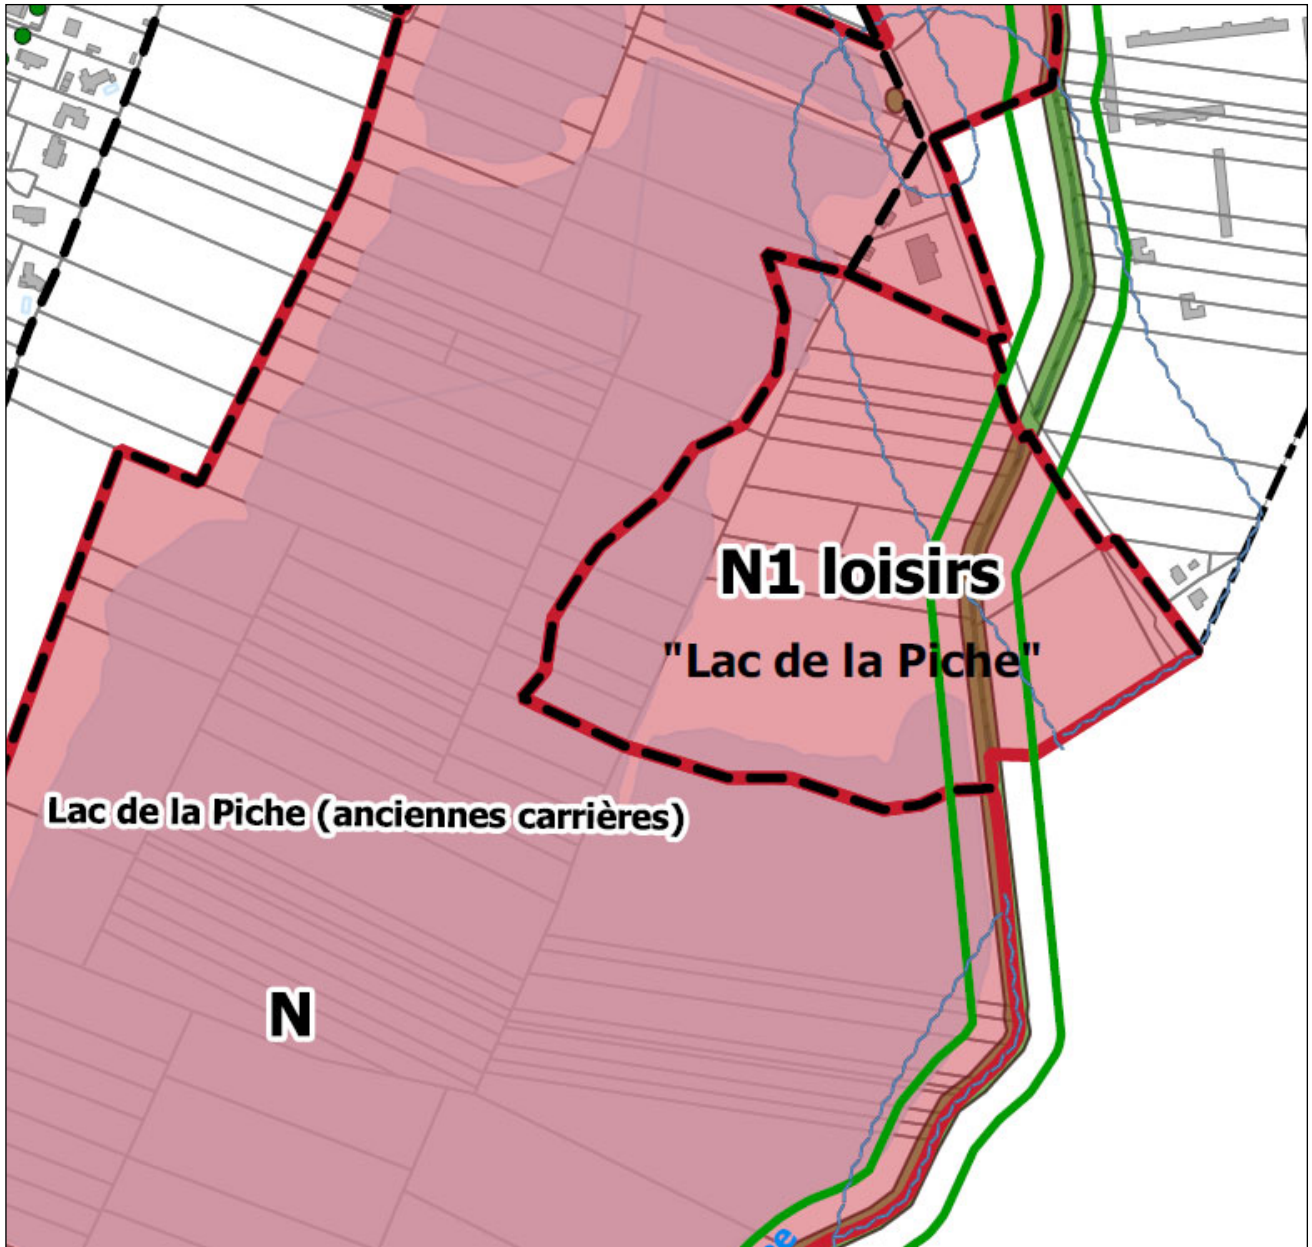 N1 loisirs
"Lac de la Piche"
Lac de la Piche (anciennes carrières)
N